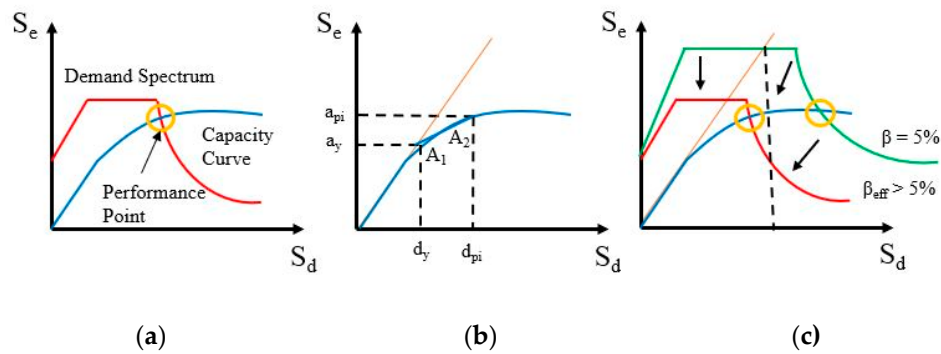 Se
Demand Spectrum
Capacity
Curve
Performance
Point
Sd
(a)
Se
api
ay
A1
A2
dy
dpi
Sd
(b)
Se
β = 5%
βeff > 5%
Sd
(c)